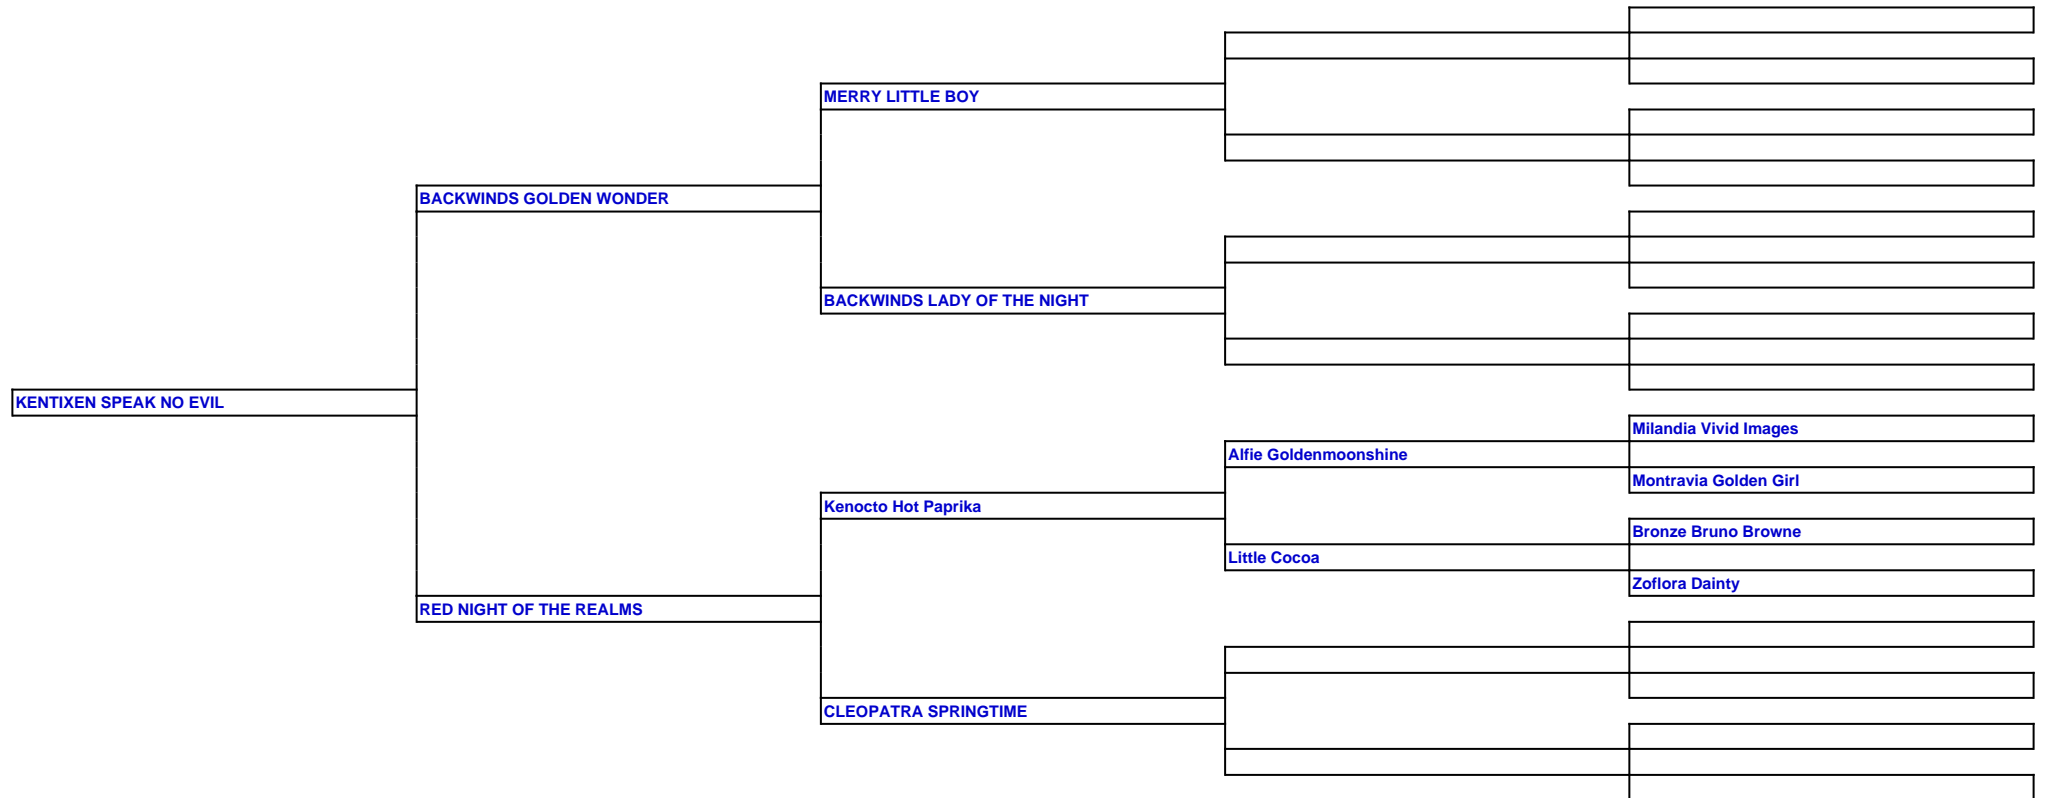 MERRY LITTLE BOY
BACKWINDS GOLDEN WONDER
BACKWINDS LADY OF THE NIGHT
KENTIXEN SPEAK NO EVIL
Milandia Vivid Images
Alfie Goldenmoonshine
Montravia Golden Girl
Kenocto Hot Paprika
Bronze Bruno Browne
Little Cocoa
Zoflora Dainty
RED NIGHT OF THE REALMS
CLEOPATRA SPRINGTIME